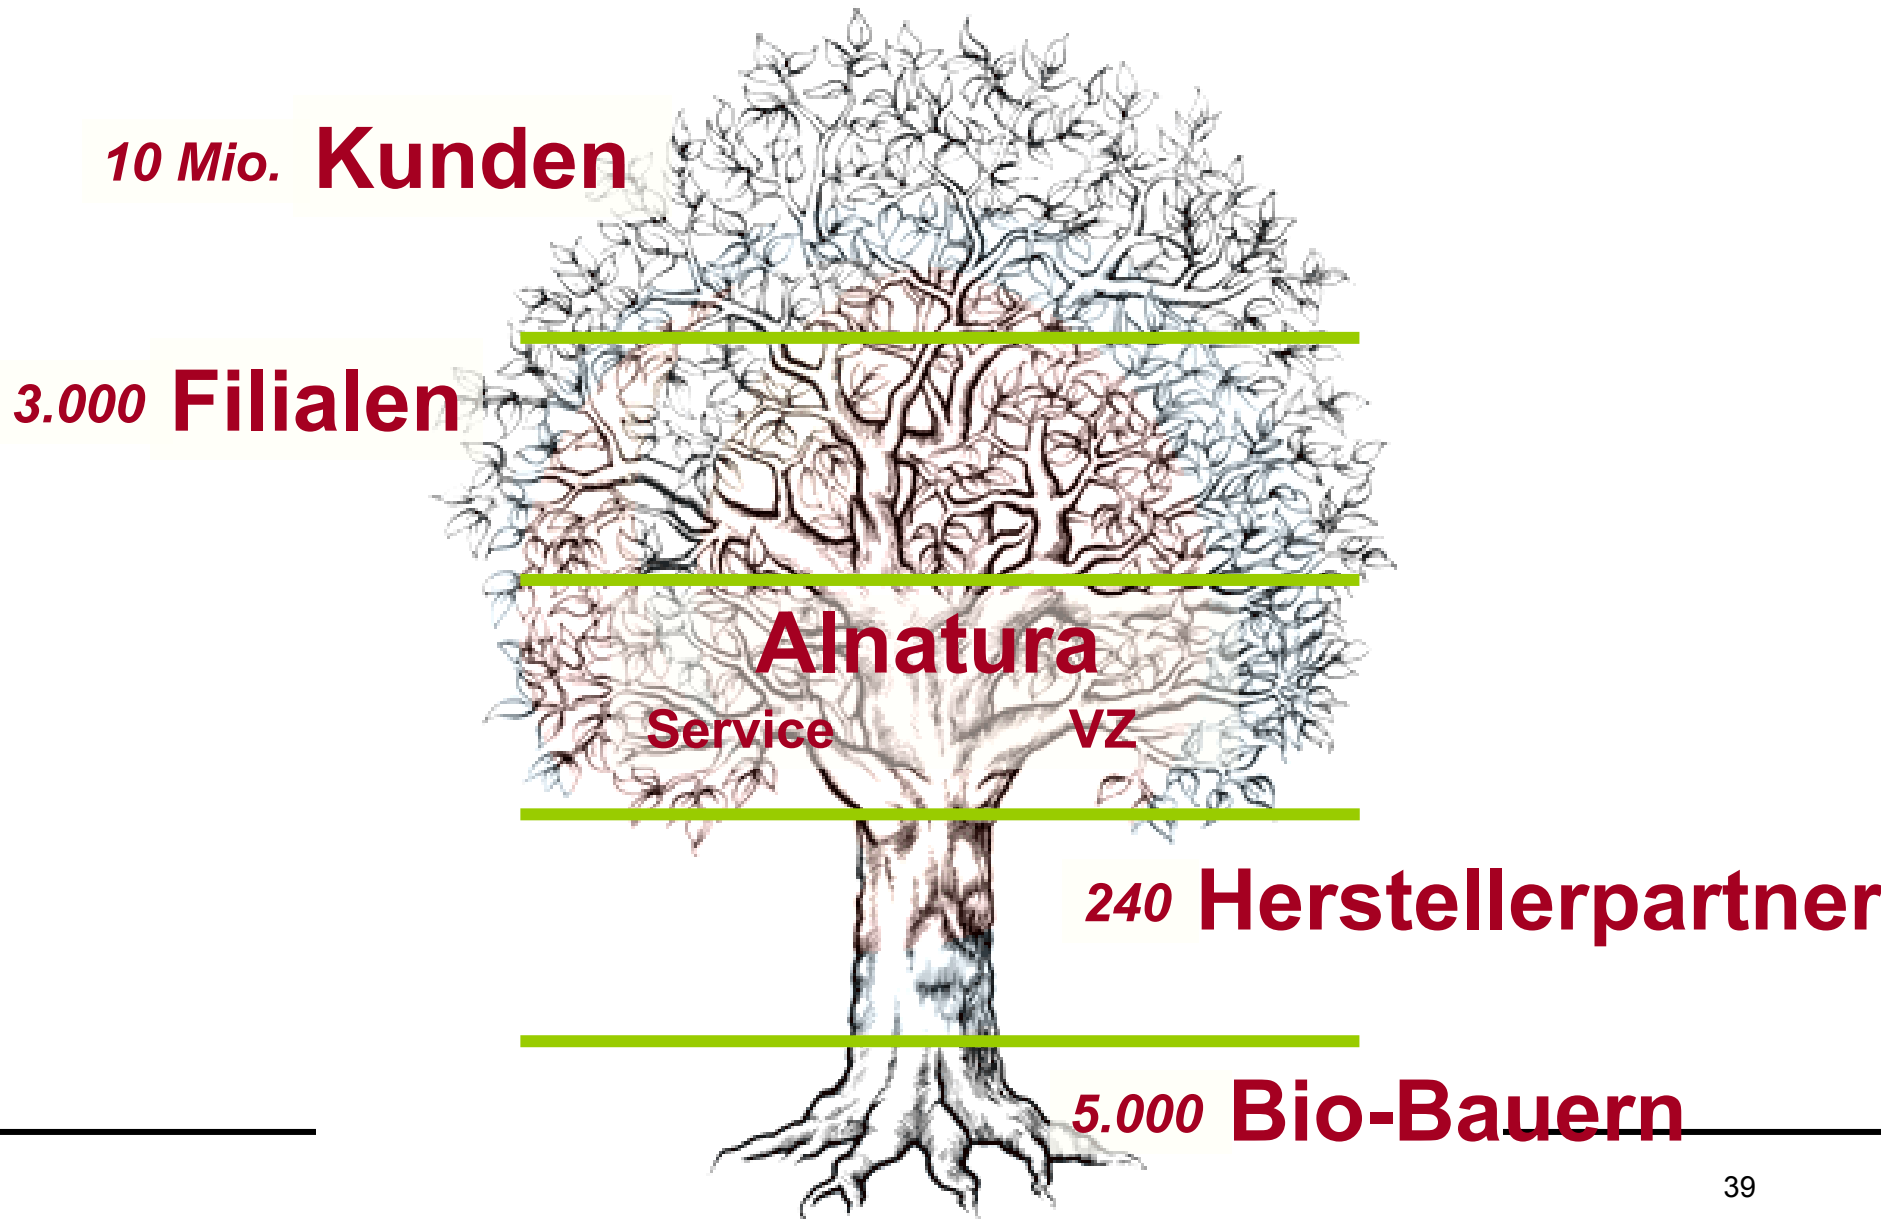 10 Mio. Kunden
3.000 Filialen
Alnatura
Service VZ
240 Herstellerpartner
5.000 Bio-Bauern
39